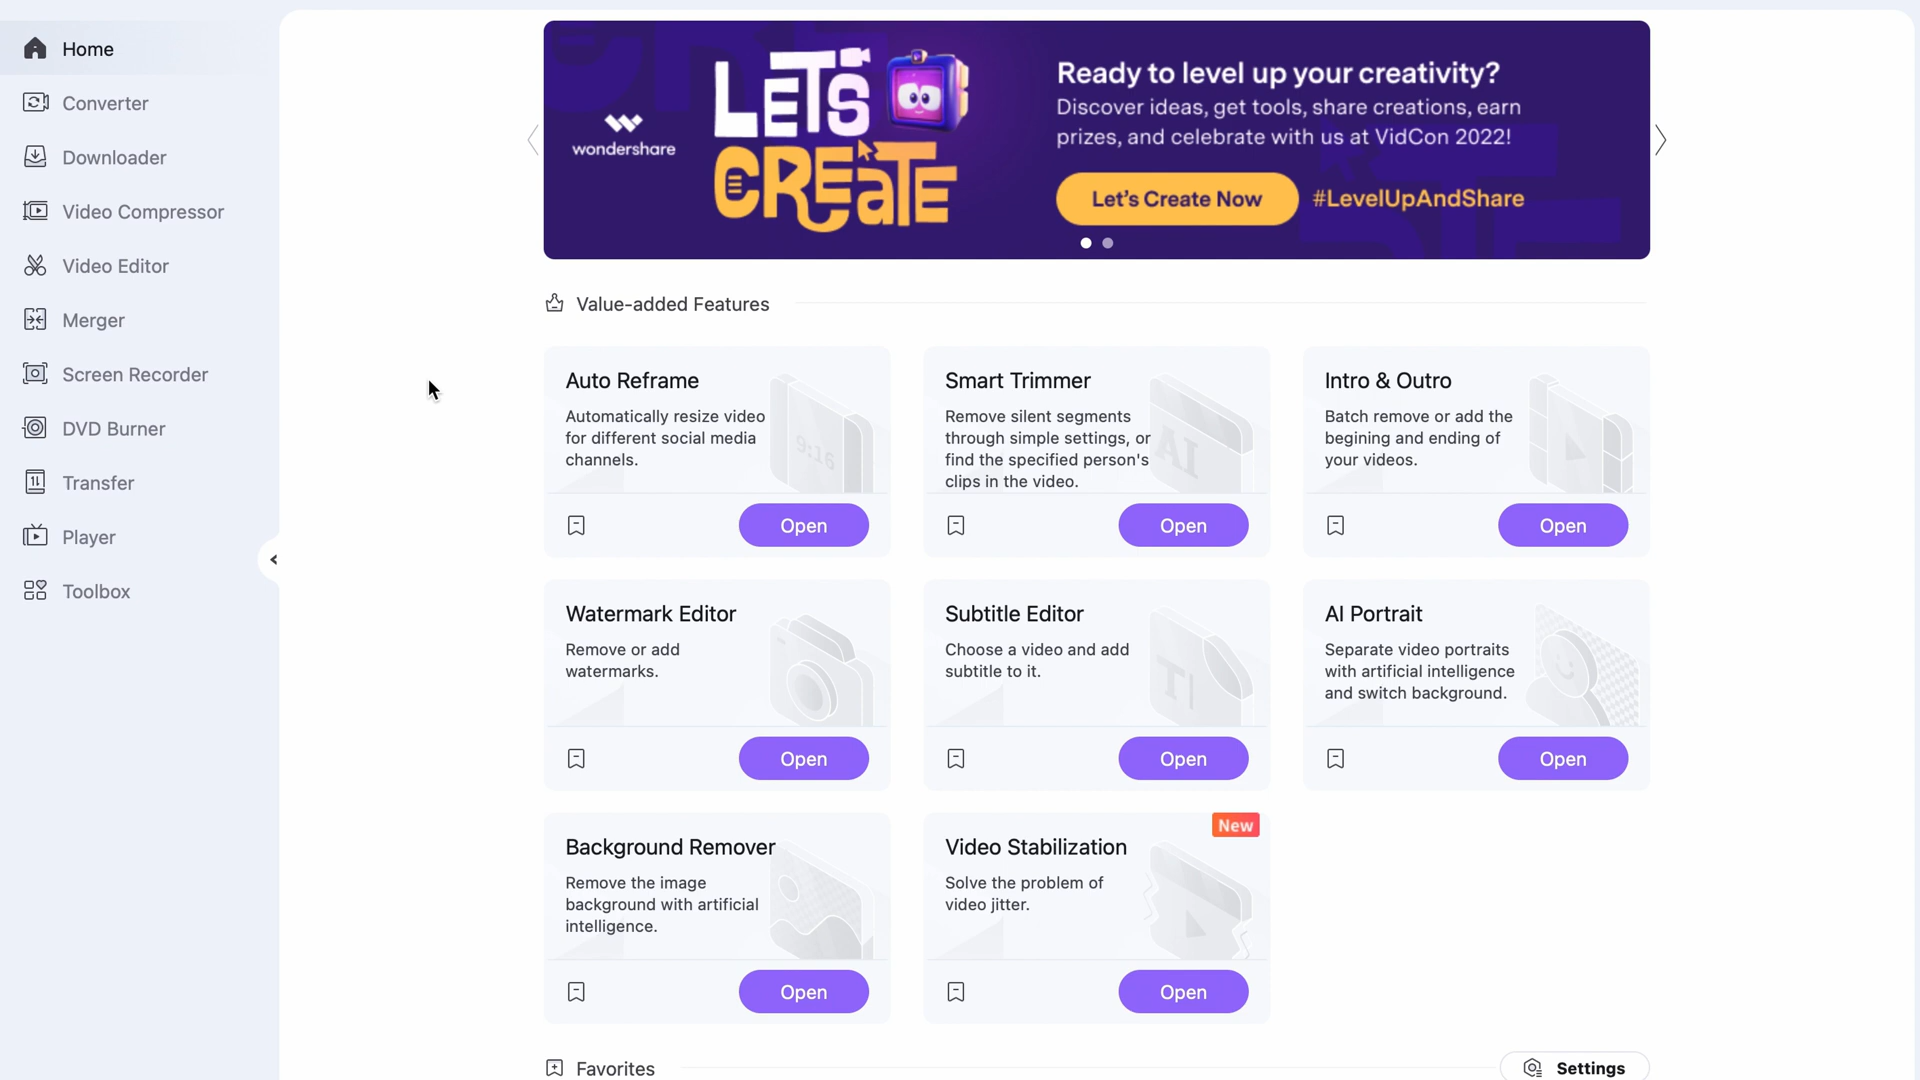 Home
Converter
Downloader
Video Compressor
Video Editor
Merger
Screen Recorder
DVD Burner
Transfer
Player
Toolbox
wondershare
LET'S
CREATE
Ready to level up your creativity?
Discover ideas, get tools, share creations, earn
prizes, and celebrate with us at VidCon 2022!
Let's Create Now
#LevelUpAndShare
Value-added Features
Auto Reframe
Automatically resize video
for different social media
channels.
9:16
Open
Smart Trimmer
Remove silent segments
through simple settings, or
find the specified person's
clips in the video.
AI
Open
Intro & Outro
Batch remove or add the
begining and ending of
your videos.
Open
Watermark Editor
Remove or add
watermarks.
Open
Subtitle Editor
Choose a video and add
subtitle to it.
T
Open
AI Portrait
Separate video portraits
with artificial intelligence
and switch background.
Open
Background Remover
Remove the image
background with artificial
intelligence.
Open
New
Video Stabilization
Solve the problem of
video jitter.
Open
Favorites
Settings